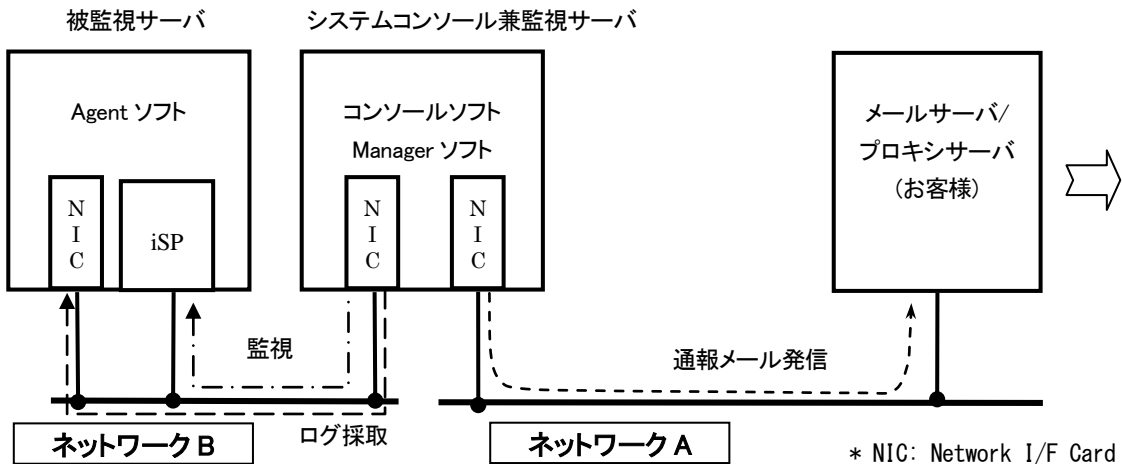 被監視サーバ
システムコンソール兼監視サーバ
Agent ソフト
コンソールソフト
Manager ソフト
メールサーバ/
プロキシサーバ
(お客様)
NIC
iSP
NIC
NIC
監視
通報メール発信
ログ採取
ネットワーク B
ネットワーク A
* NIC: Network I/F Card